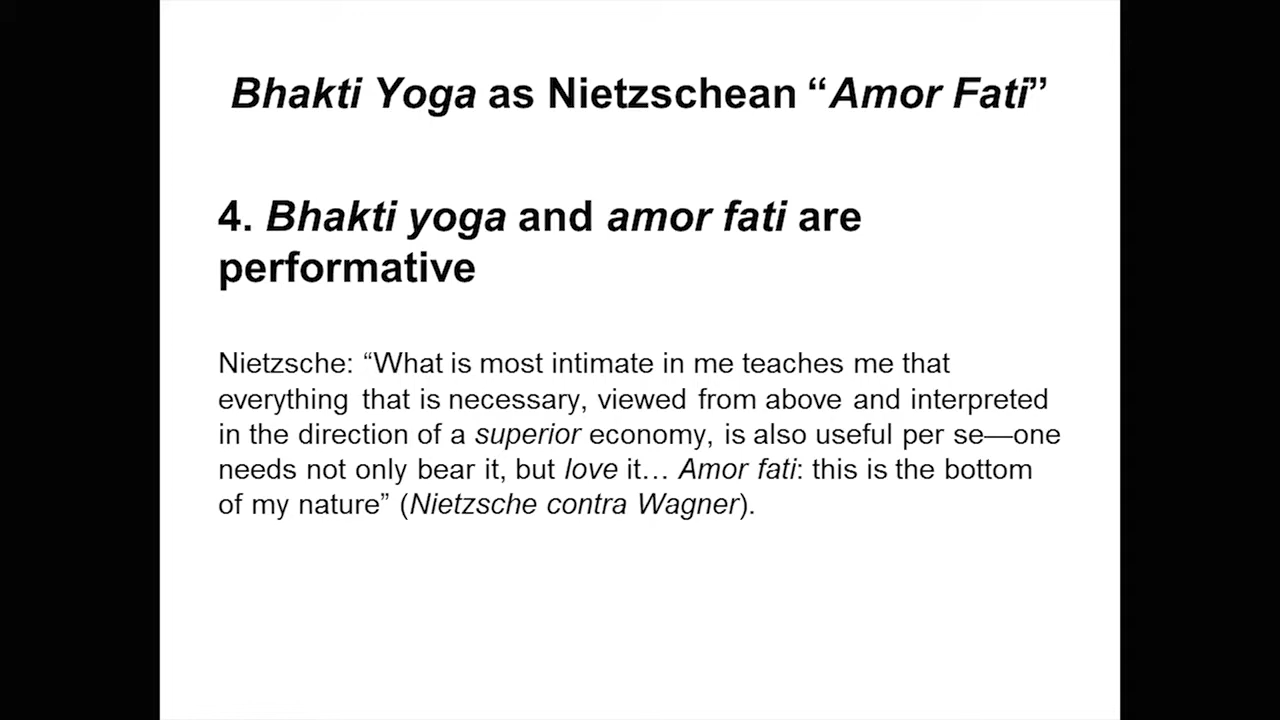 Bhakti Yoga as Nietzschean “Amor Fati”
4. Bhakti yoga and amor fati are
performative
Nietzsche: “What is most intimate in me teaches me that
everything that is necessary, viewed from above and interpreted
in the direction of a superior economy, is also useful per se—one
needs not only bear it, but love it… Amor fati: this is the bottom
of my nature” (Nietzsche contra Wagner).